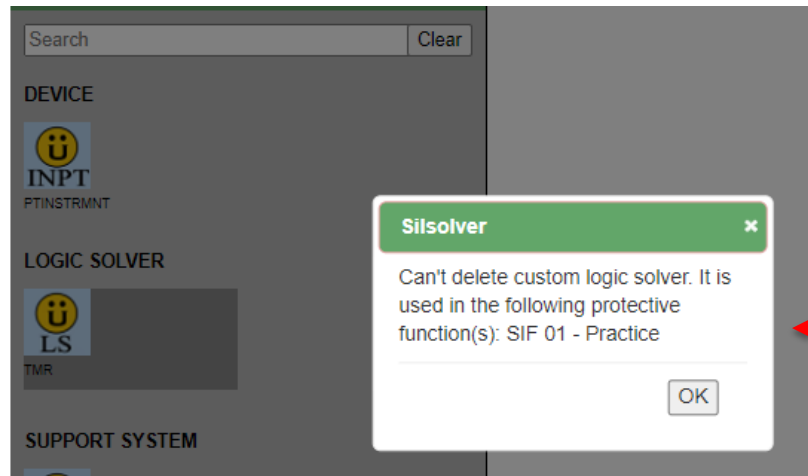 Search
Clear
DEVICE
ü
INPT
PTINSTRMNT
LOGIC SOLVER
ü
LS
TMR
SUPPORT SYSTEM
Silsolver
×
Can't delete custom logic solver. It is
used in the following protective
function(s): SIF 01 - Practice
OK